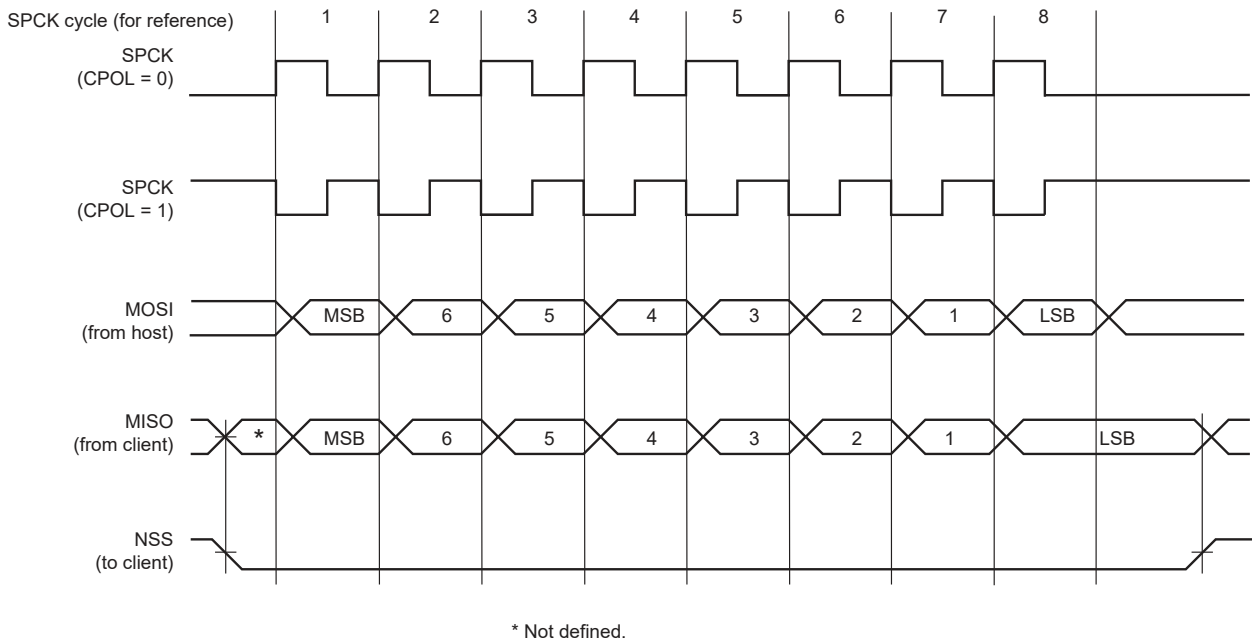 SPCK cycle (for reference) 1 2 3 4 5 6 7 8
SPCK
(CPOL = 0)
SPCK
(CPOL = 1)
MOSI
(from host)
MSB 6 5 4 3 2 1 LSB
MISO
(from client)
* MSB 6 5 4 3 2 1 LSB
NSS
(to client)
* Not defined.